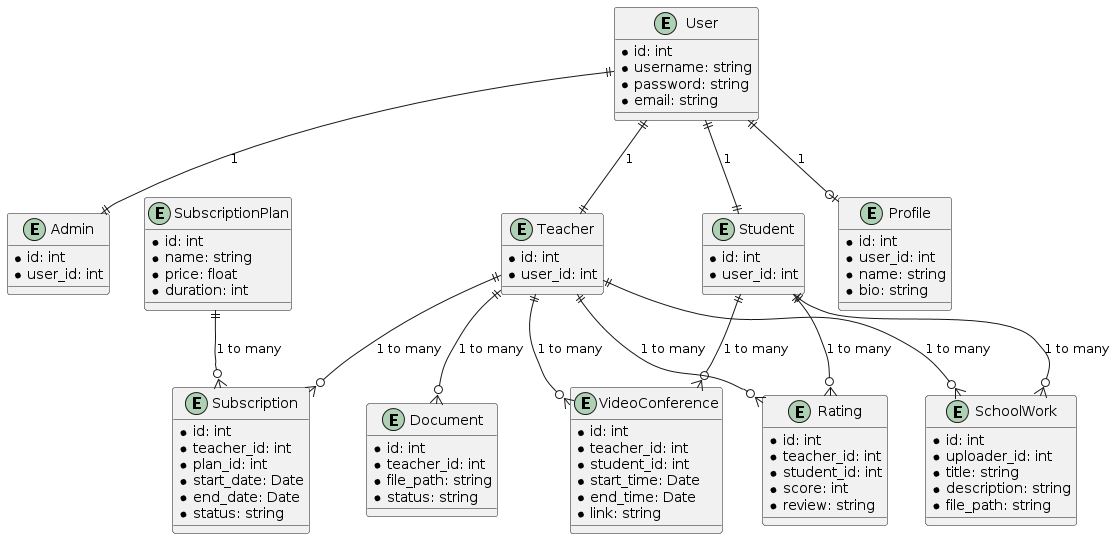 E User
id: int
username: string
password: string
email: string
1
1
1
1
E Admin
id: int
user_id: int
E SubscriptionPlan
id: int
name: string
price: float
duration: int
E Teacher
id: int
user_id: int
E Student
id: int
user_id: int
E Profile
id: int
user_id: int
name: string
bio: string
1 to many
1 to many
1 to many
1 to many
1 to many
1 to many
1 to many
1 to many
1 to many
E Subscription
id: int
teacher_id: int
plan_id: int
start_date: Date
end_date: Date
status: string
E Document
id: int
teacher_id: int
file_path: string
status: string
E VideoConference
id: int
teacher_id: int
student_id: int
start_time: Date
end_time: Date
link: string
E Rating
id: int
teacher_id: int
student_id: int
score: int
review: string
E SchoolWork
id: int
uploader_id: int
title: string
description: string
file_path: string